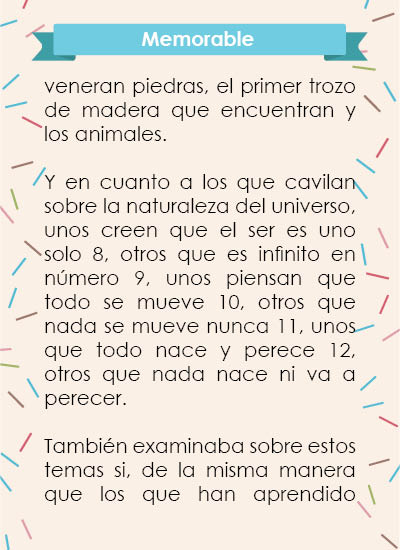 Memorable
veneran piedras, el primer trozo
de madera que encuentran y
los animales.
Y en cuanto a los que cavilan
sobre la naturaleza del universo,
unos creen que el ser es uno
solo 8, otros que es infinito en
número 9, unos piensan que
todo se mueve 10, otros que
nada se mueve nunca 11, unos
que todo nace y perece 12,
otros que nada nace ni va a
perecer.
También examinaba sobre estos
temas si, de la misma manera
que los que han aprendido